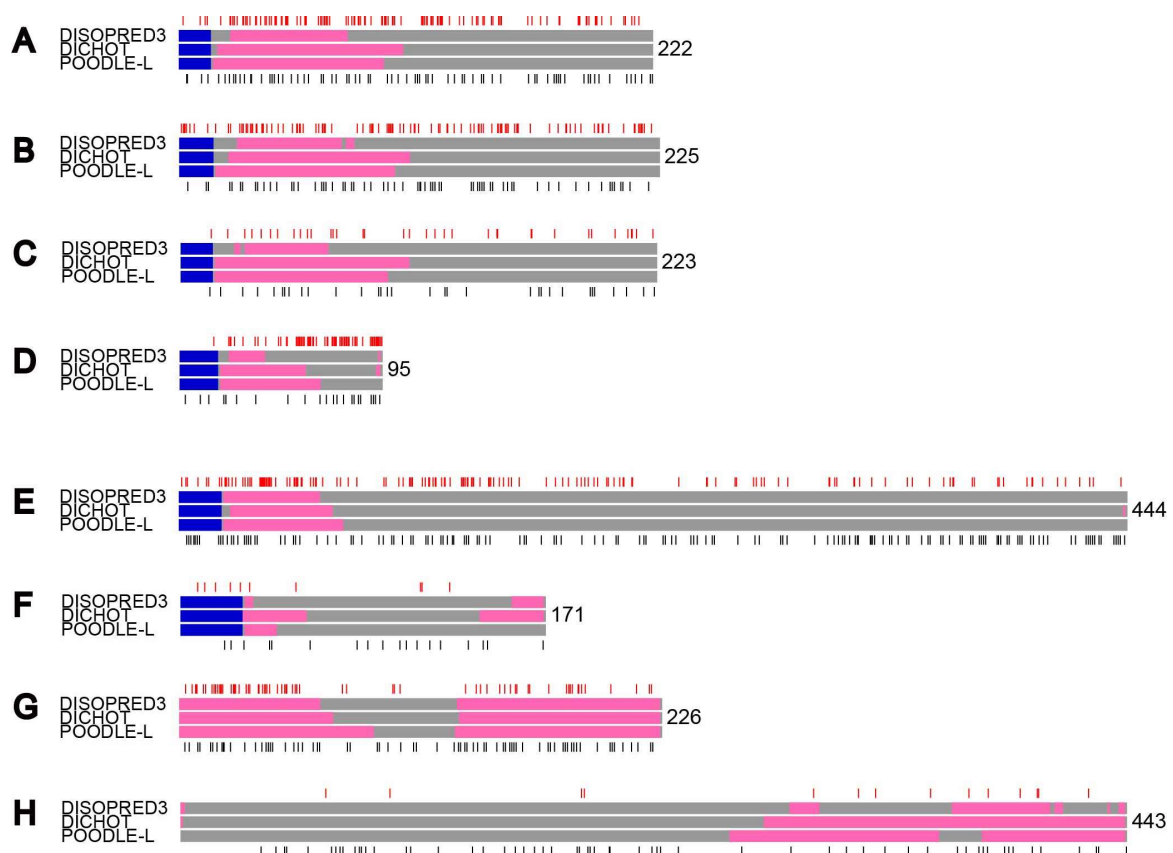 A
DISOPRED3
DICHOT 222
POODLE-L
B
DISOPRED3
DICHOT 225
POODLE-L
C
DISOPRED3
DICHOT 223
POODLE-L
D
DISOPRED3
DICHOT 95
POODLE-L
E
DISOPRED3
DICHOT 444
POODLE-L
F
DISOPRED3
DICHOT 171
POODLE-L
G
DISOPRED3
DICHOT 226
POODLE-L
H
DISOPRED3
DICHOT 443
POODLE-L